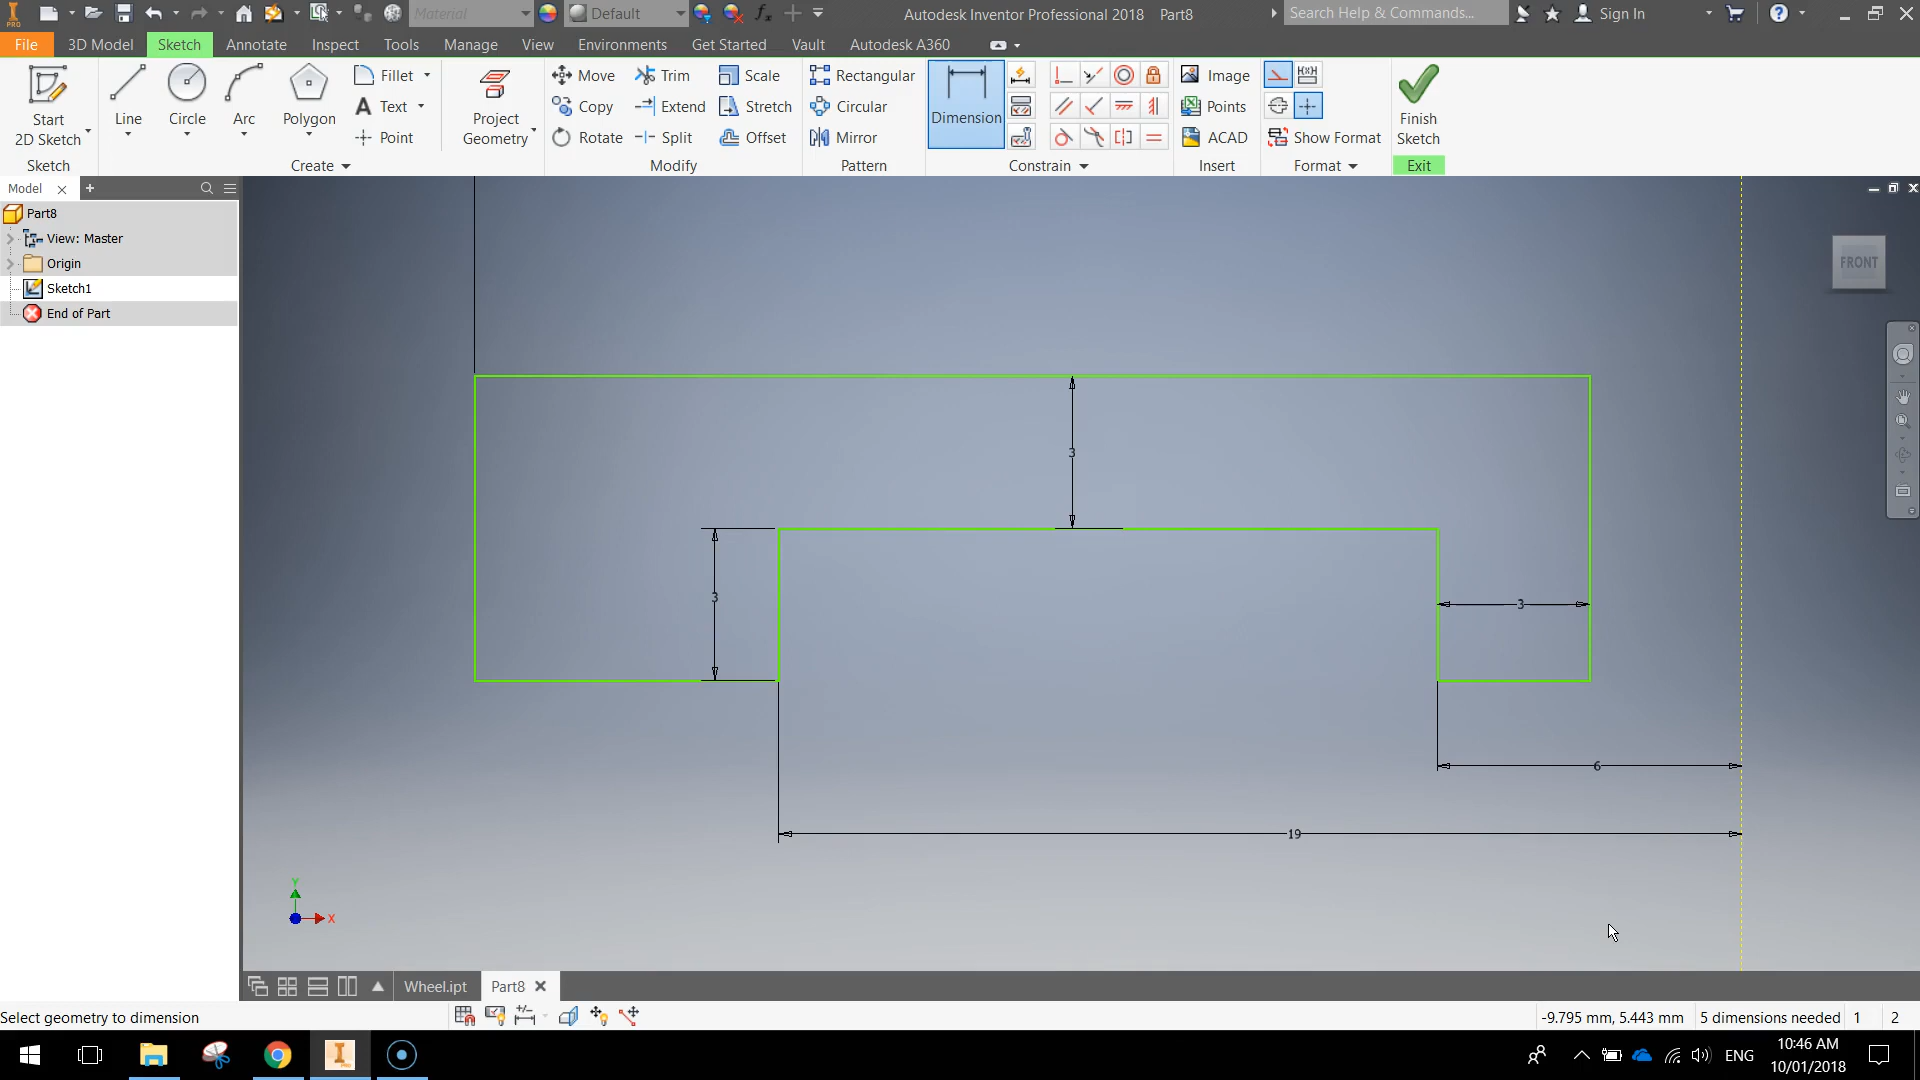 Material
Default
Autodesk Inventor Professional 2018 Part8
Search Help & Commands...
Sign In
PRO
File
3D Model
Sketch
Annotate
Inspect
Tools
Manage
View
Environments
Get Started
Vault
Autodesk A360
Start
2D Sketch
Sketch
Line
Circle
Arc
Polygon
Fillet
Text
Point
Create
Project
Geometry
Move
Copy
Rotate
Trim
Extend
Split
Scale
Stretch
Offset
Modify
Rectangular
Circular
Mirror
Pattern
Dimension
Constrain
Image
Points
ACAD
Insert
Show Format
Format
Finish
Sketch
Exit
Model
Part8
View: Master
Origin
Sketch1
End of Part
FRONT
3
3
3
6
19
Y
X
Wheel.ipt
Part8
Select geometry to dimension
-9.795 mm, 5.443 mm
5 dimensions needed
1
2
ENG
10:46 AM
10/01/2018